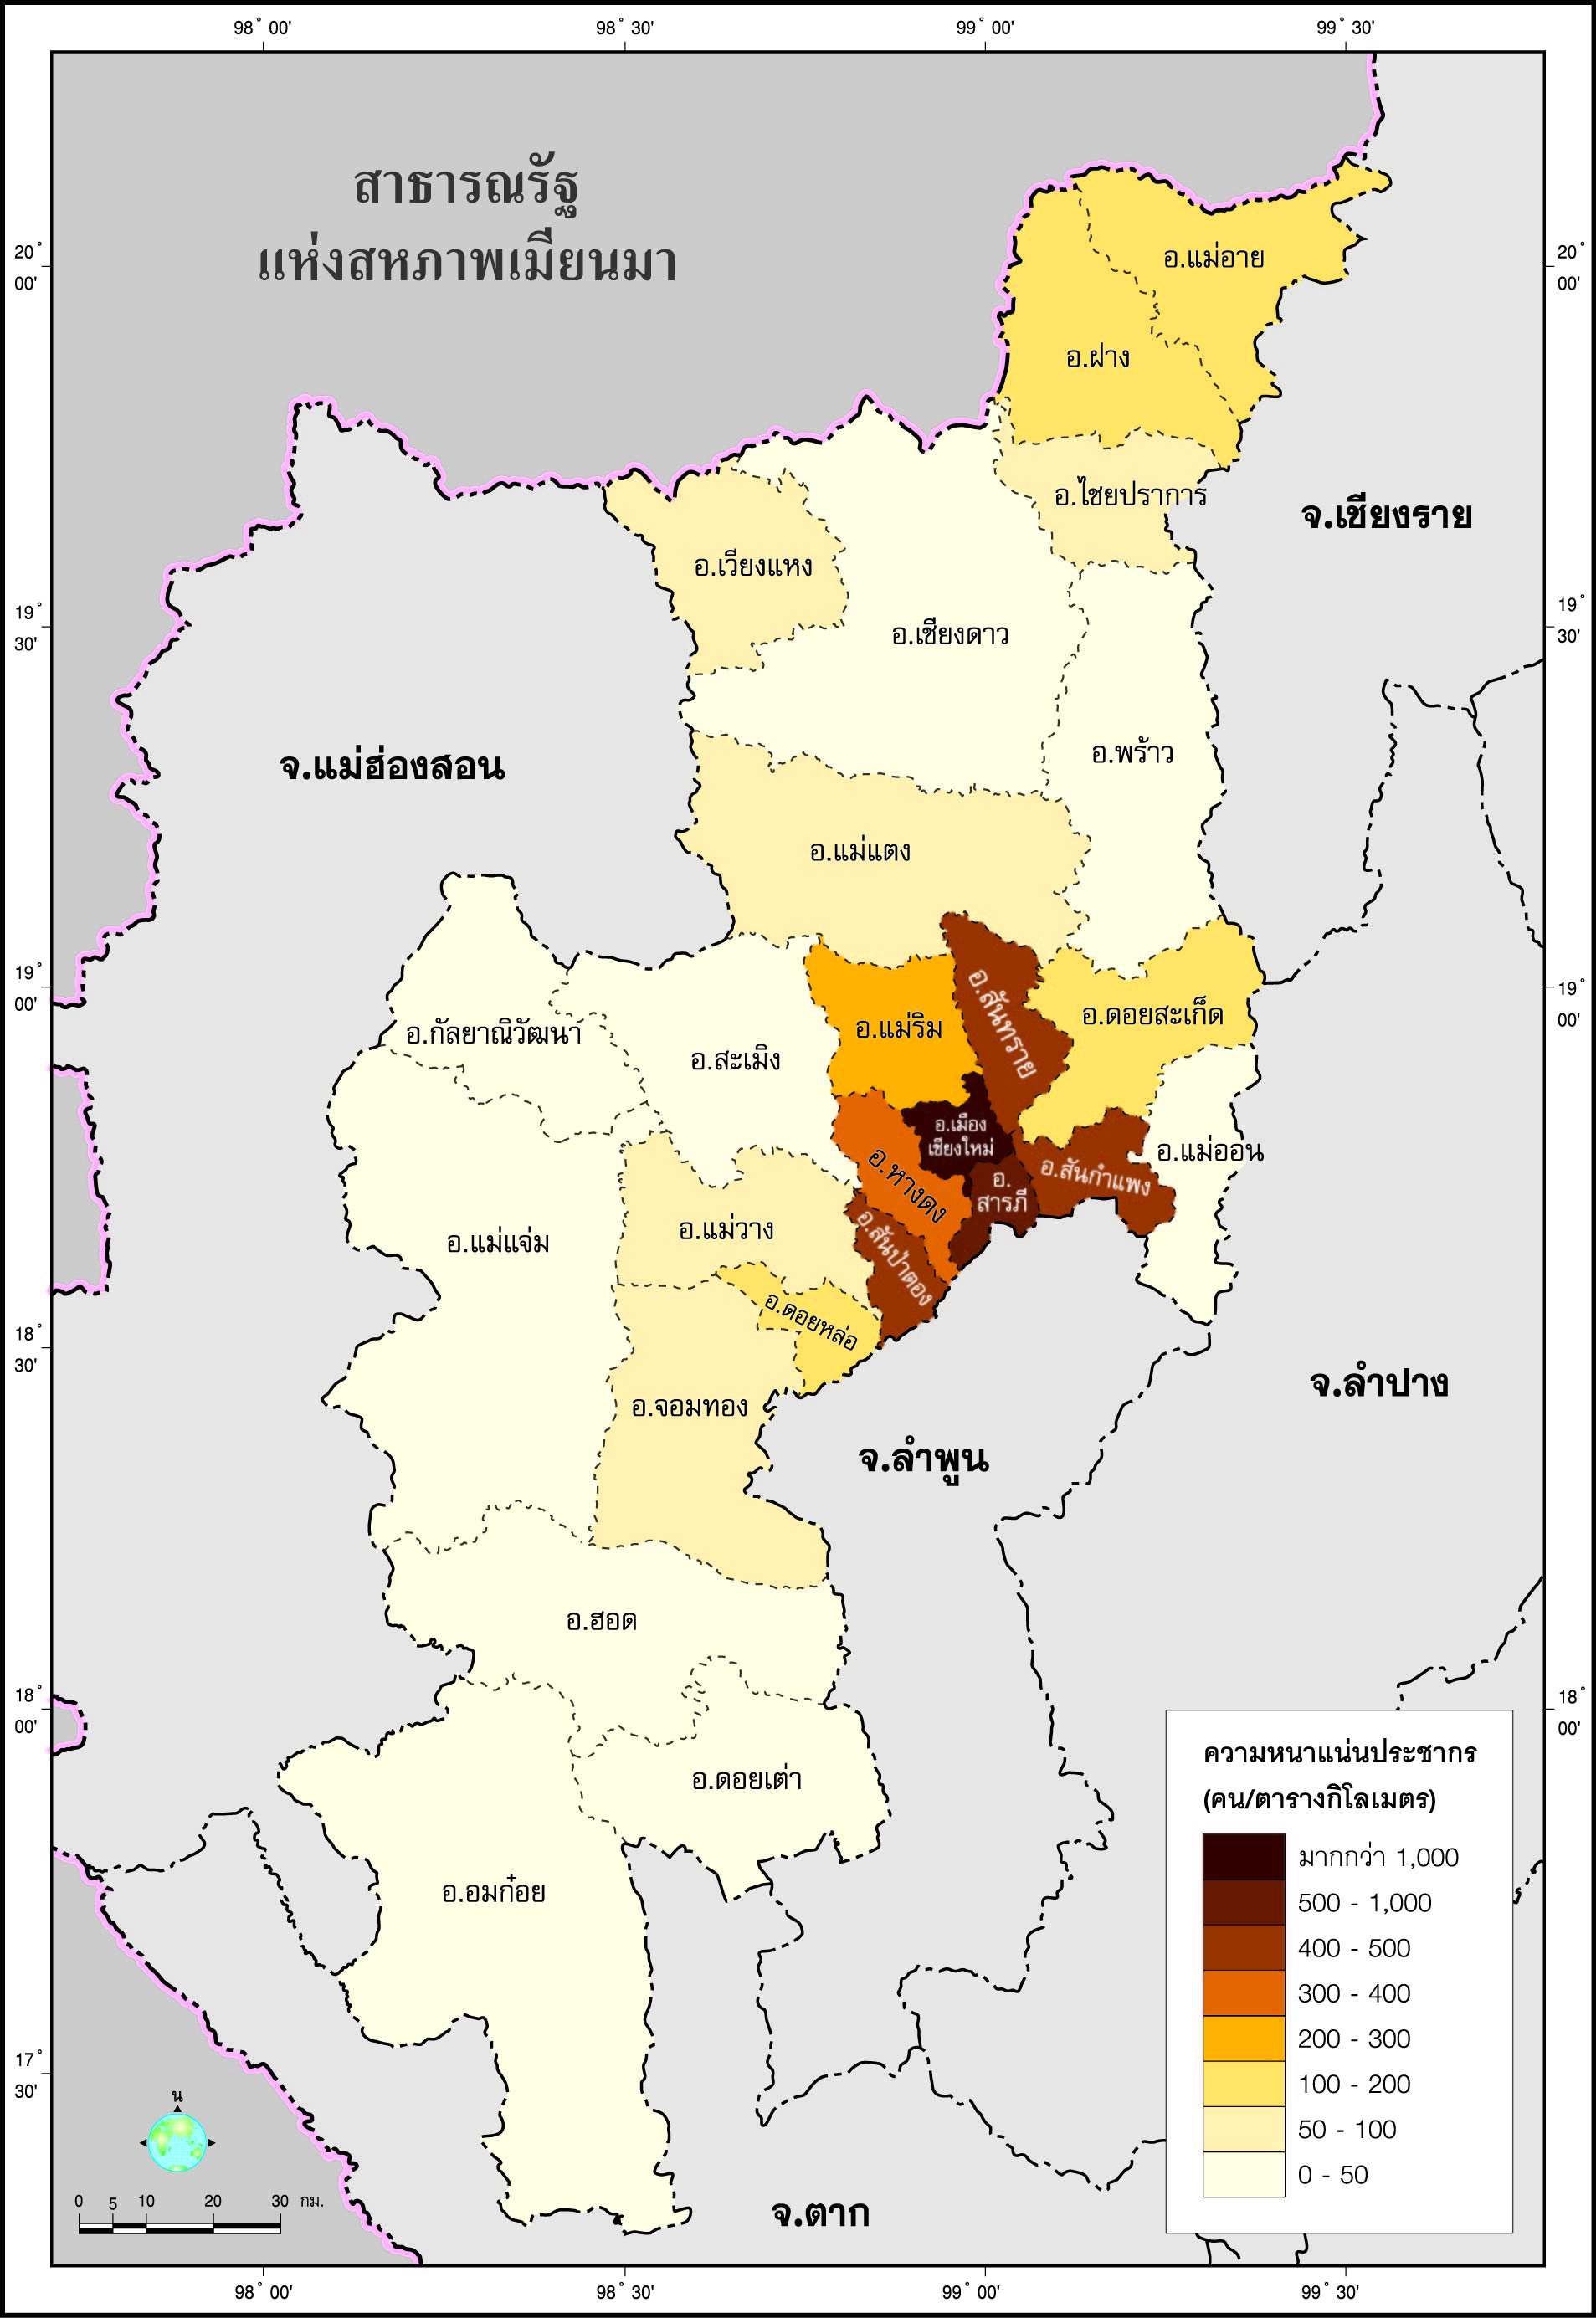 98° 00'
98° 30'
99° 00'
99° 30'
สาธารณรัฐ
แห่งสหภาพเมียนมา
20°
00'
20°
00'
อ.แม่อาย
อ.ฝาง
อ.ไชยปราการ
จ.เชียงราย
อ.เวียงแหง
19°
30'
19°
30'
อ.เชียงดาว
อ.พร้าว
จ.แม่ฮ่องสอน
อ.แม่แตง
19°
00'
19°
00'
อ.สันทราย
อ.ดอยสะเก็ด
อ.แม่ริม
อ.กัลยาณิวัฒนา
อ.สะเมิง
อ.เมือง
เชียงใหม่
อ.แม่ออน
อ.สันกำแพง
อ.หางดง
อ.
สารภี
อ.แม่วาง
อ.แม่แจ่ม
อ.สันป่าตอง
อ.ดอยหล่อ
18°
30'
จ.ลำปาง
อ.จอมทอง
จ.ลำพูน
อ.ฮอด
18°
00'
18°
00'
อ.ดอยเต่า
อ.อมก๋อย
17°
30'
ความหนาแน่นประชากร
(คน/ตารางกิโลเมตร)
มากกว่า 1,000
500 - 1,000
400 - 500
300 - 400
200 - 300
100 - 200
50 - 100
0 - 50
น
0 5 10 20 30 กม.
จ.ตาก
98° 00'
98° 30'
99° 00'
99° 30'